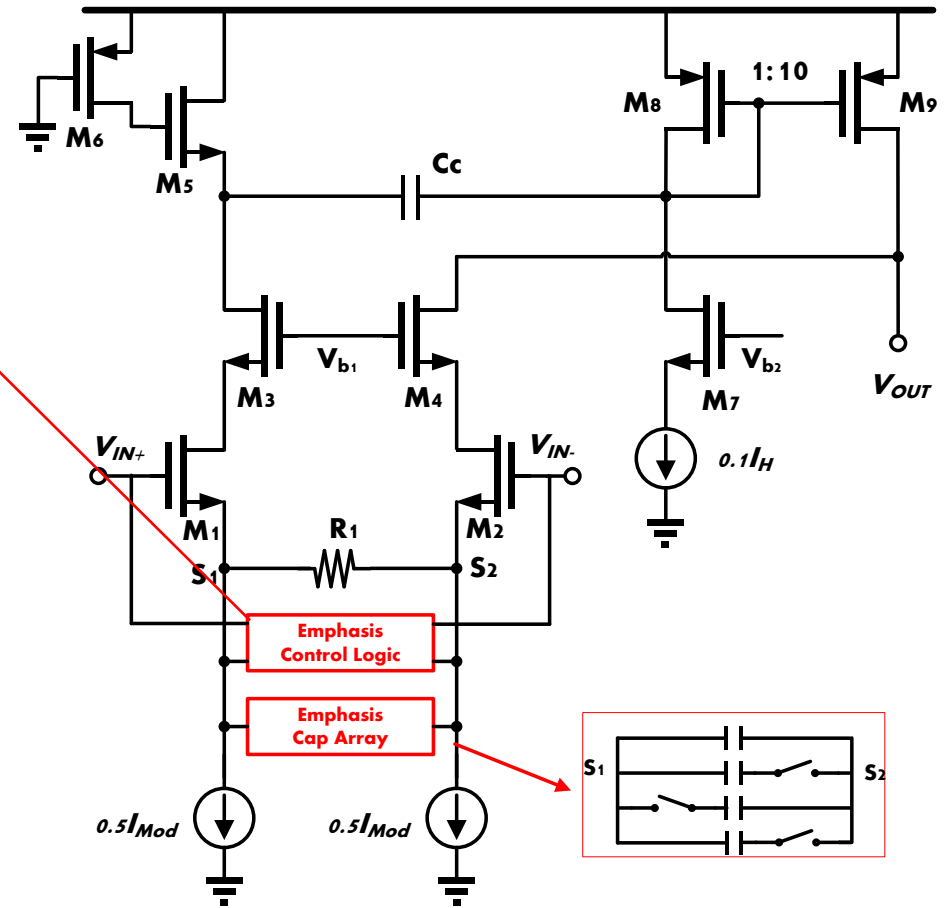 1:10
M8
M9
M6
M5
Cc
Vb1
Vb2
M3
M4
M7
VOUT
VIN+
VIN-
0.1IH
M1
R1
M2
S1
S2
Emphasis
Control Logic
Emphasis
Cap Array
S1
S2
0.5IMod
0.5IMod